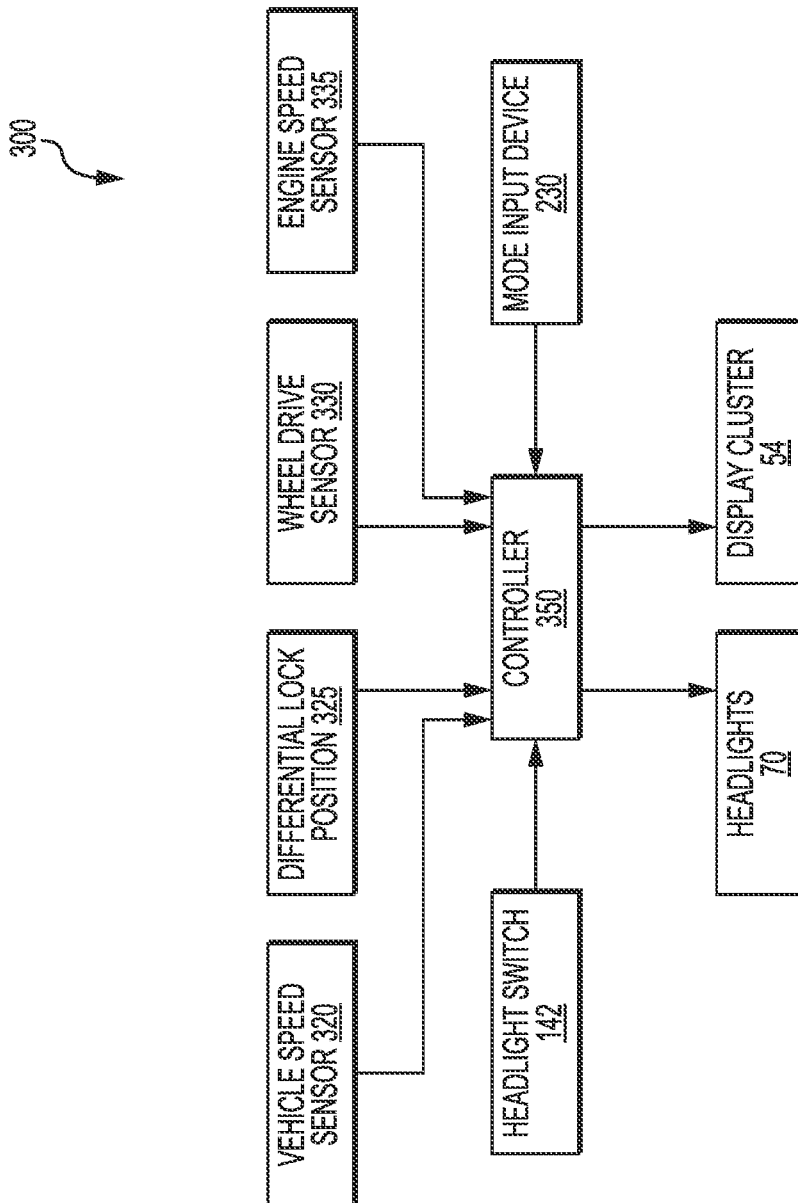 300
VEHICLE SPEED
SENSOR 320
DIFFERENTIAL LOCK
POSITION 325
WHEEL DRIVE
SENSOR 330
ENGINE SPEED
SENSOR 335
HEADLIGHT SWITCH
142
CONTROLLER
350
MODE INPUT DEVICE
230
HEADLIGHTS
70
DISPLAY CLUSTER
54